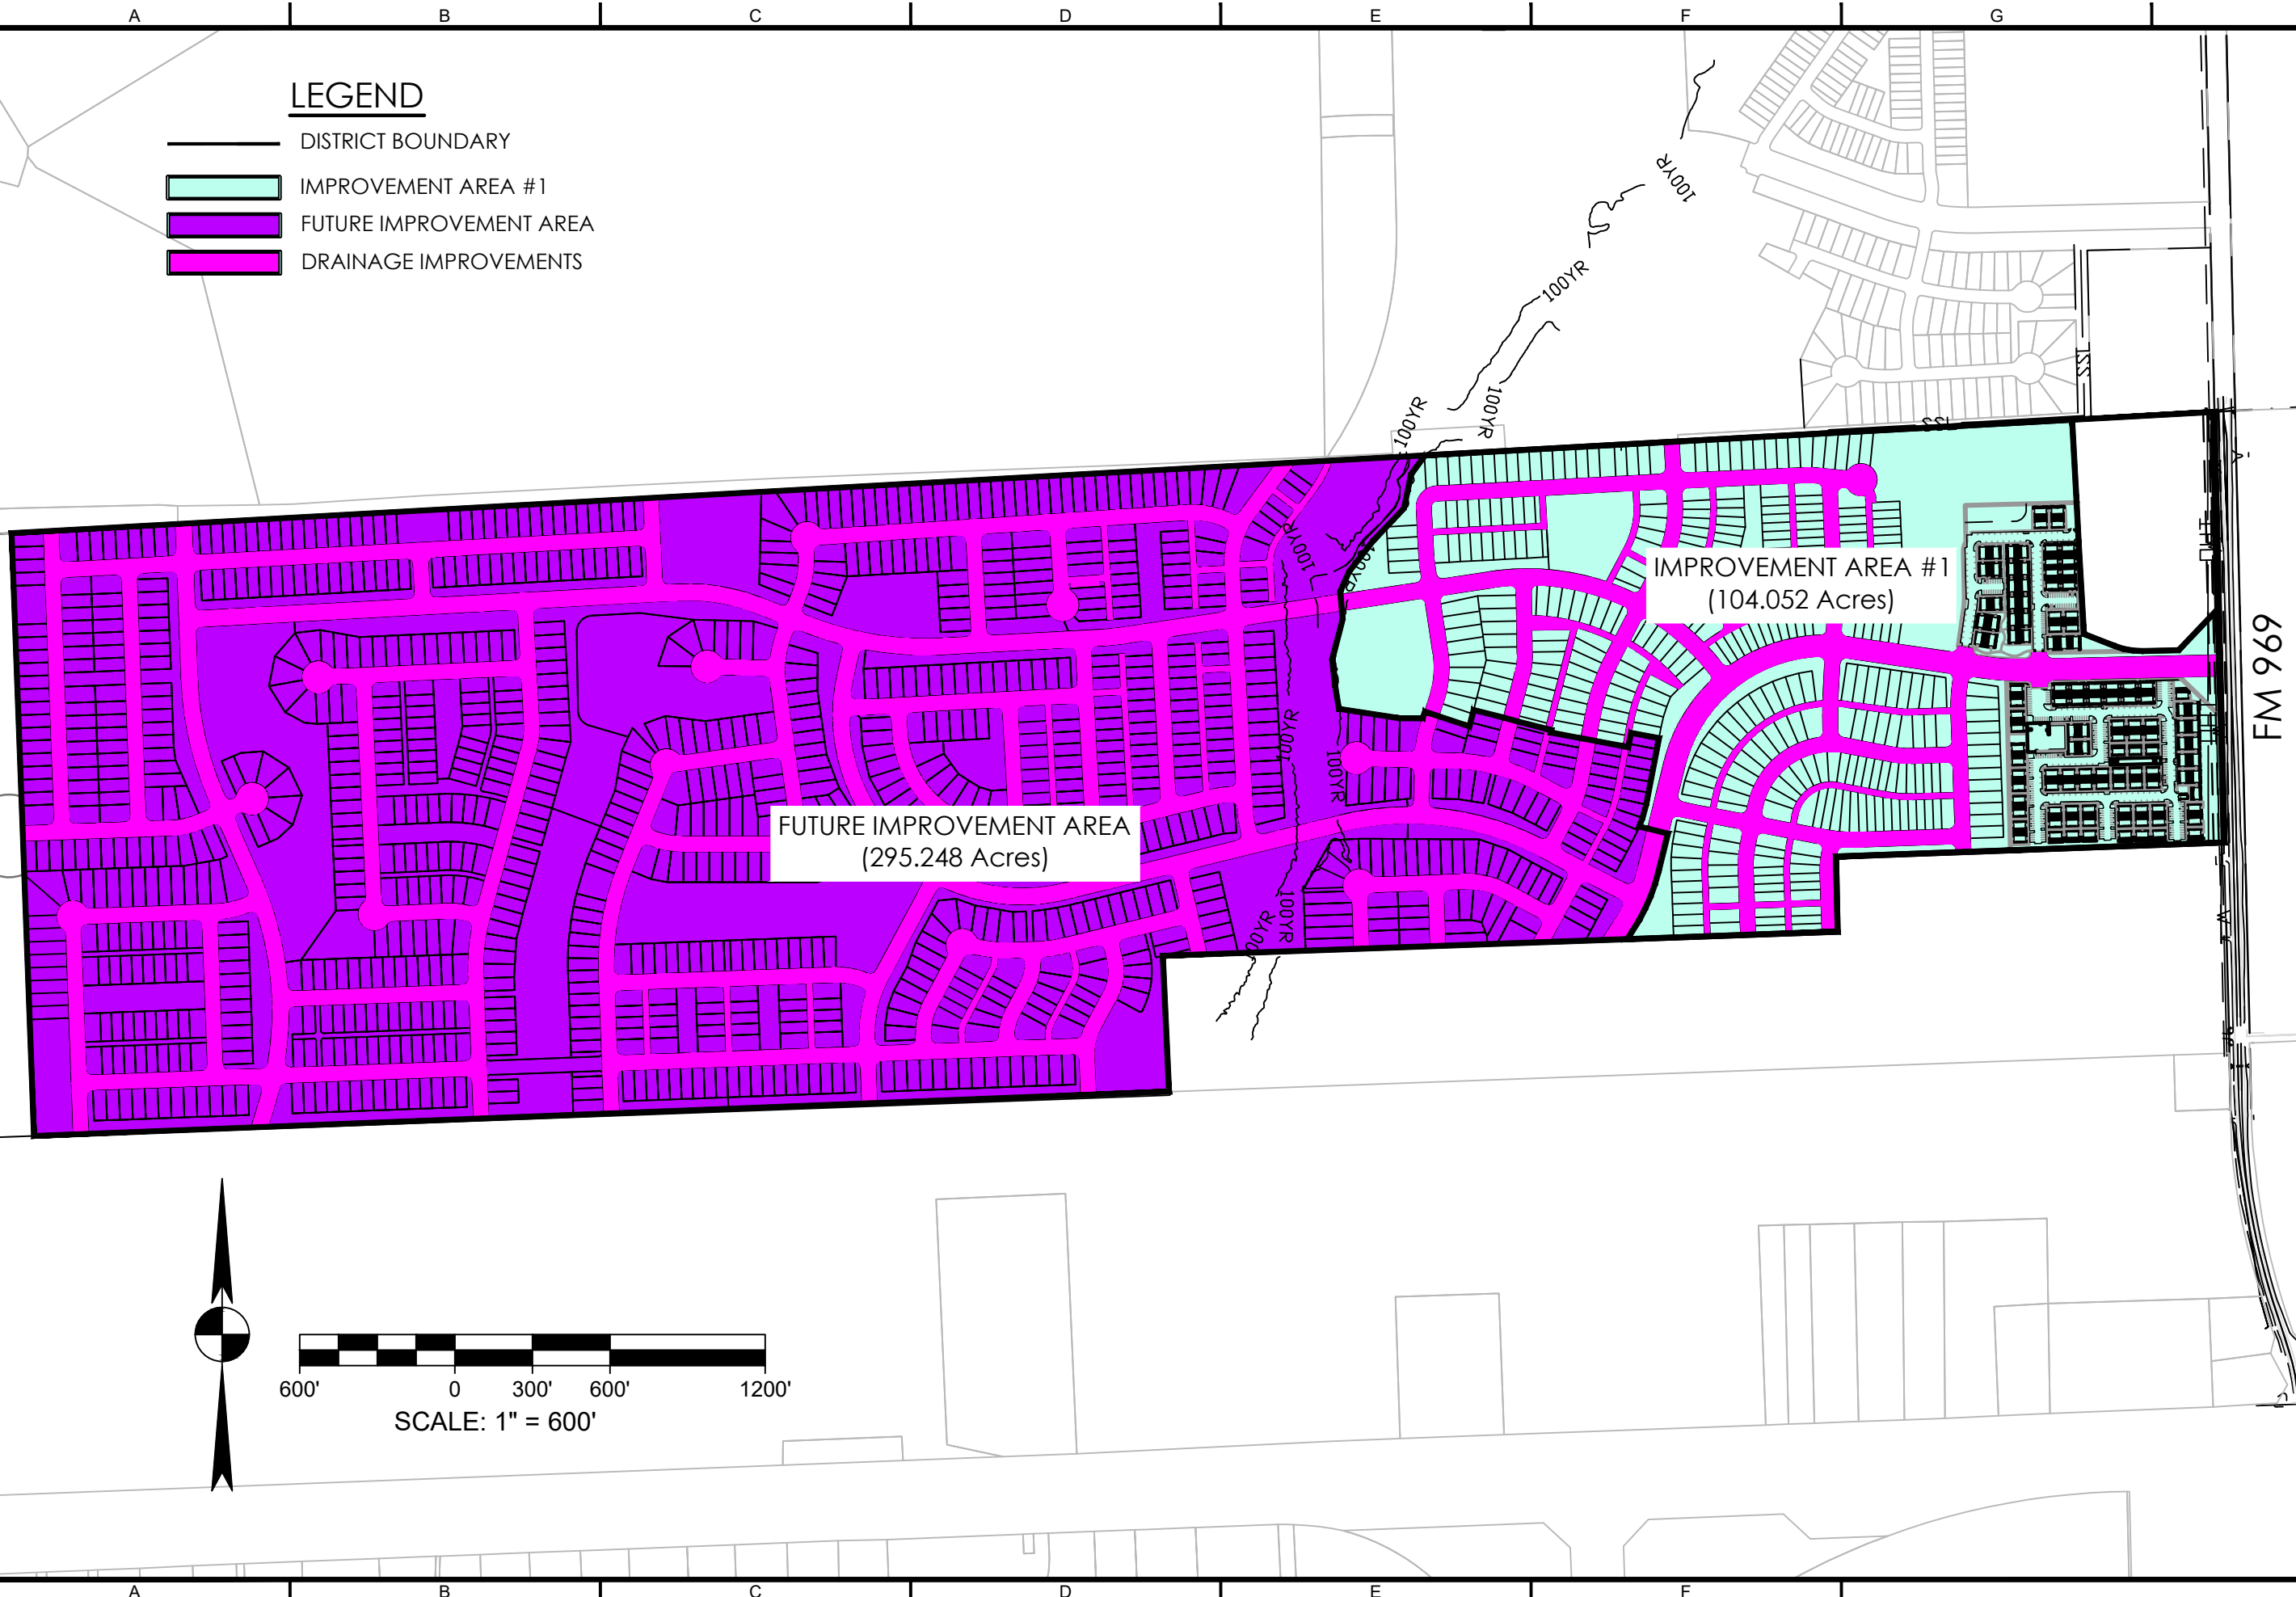 A B C D E F G
LEGEND
DISTRICT BOUNDARY
IMPROVEMENT AREA #1
FUTURE IMPROVEMENT AREA
DRAINAGE IMPROVEMENTS
100YR
100YR
100YR
100YR
100YR
100YR
100YR
100YR
100YR
100YR
IMPROVEMENT AREA #1
(104.052 Acres)
FM 969
FUTURE IMPROVEMENT AREA
(295.248 Acres)
600' 0 300' 600' 1200'
SCALE: 1" = 600'
A B C D E F